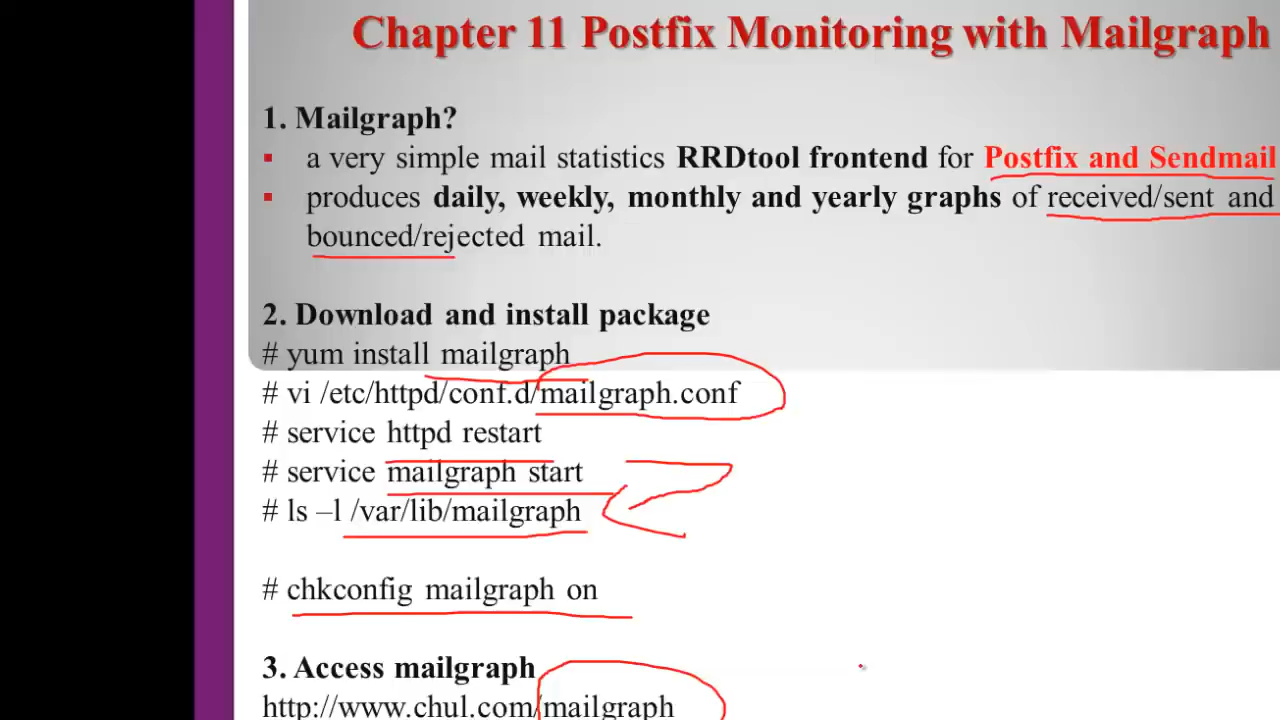 Chapter 11 Postfix Monitoring with Mailgraph
1. Mailgraph?
▪ a very simple mail statistics RRDtool frontend for Postfix and Sendmail
▪ produces daily, weekly, monthly and yearly graphs of received/sent and
bounced/rejected mail.
2. Download and install package
# yum install mailgraph
# vi /etc/httpd/conf.d/mailgraph.conf
# service httpd restart
# service mailgraph start
# ls –l /var/lib/mailgraph
# chkconfig mailgraph on
3. Access mailgraph
http://www.chul.com/mailgraph